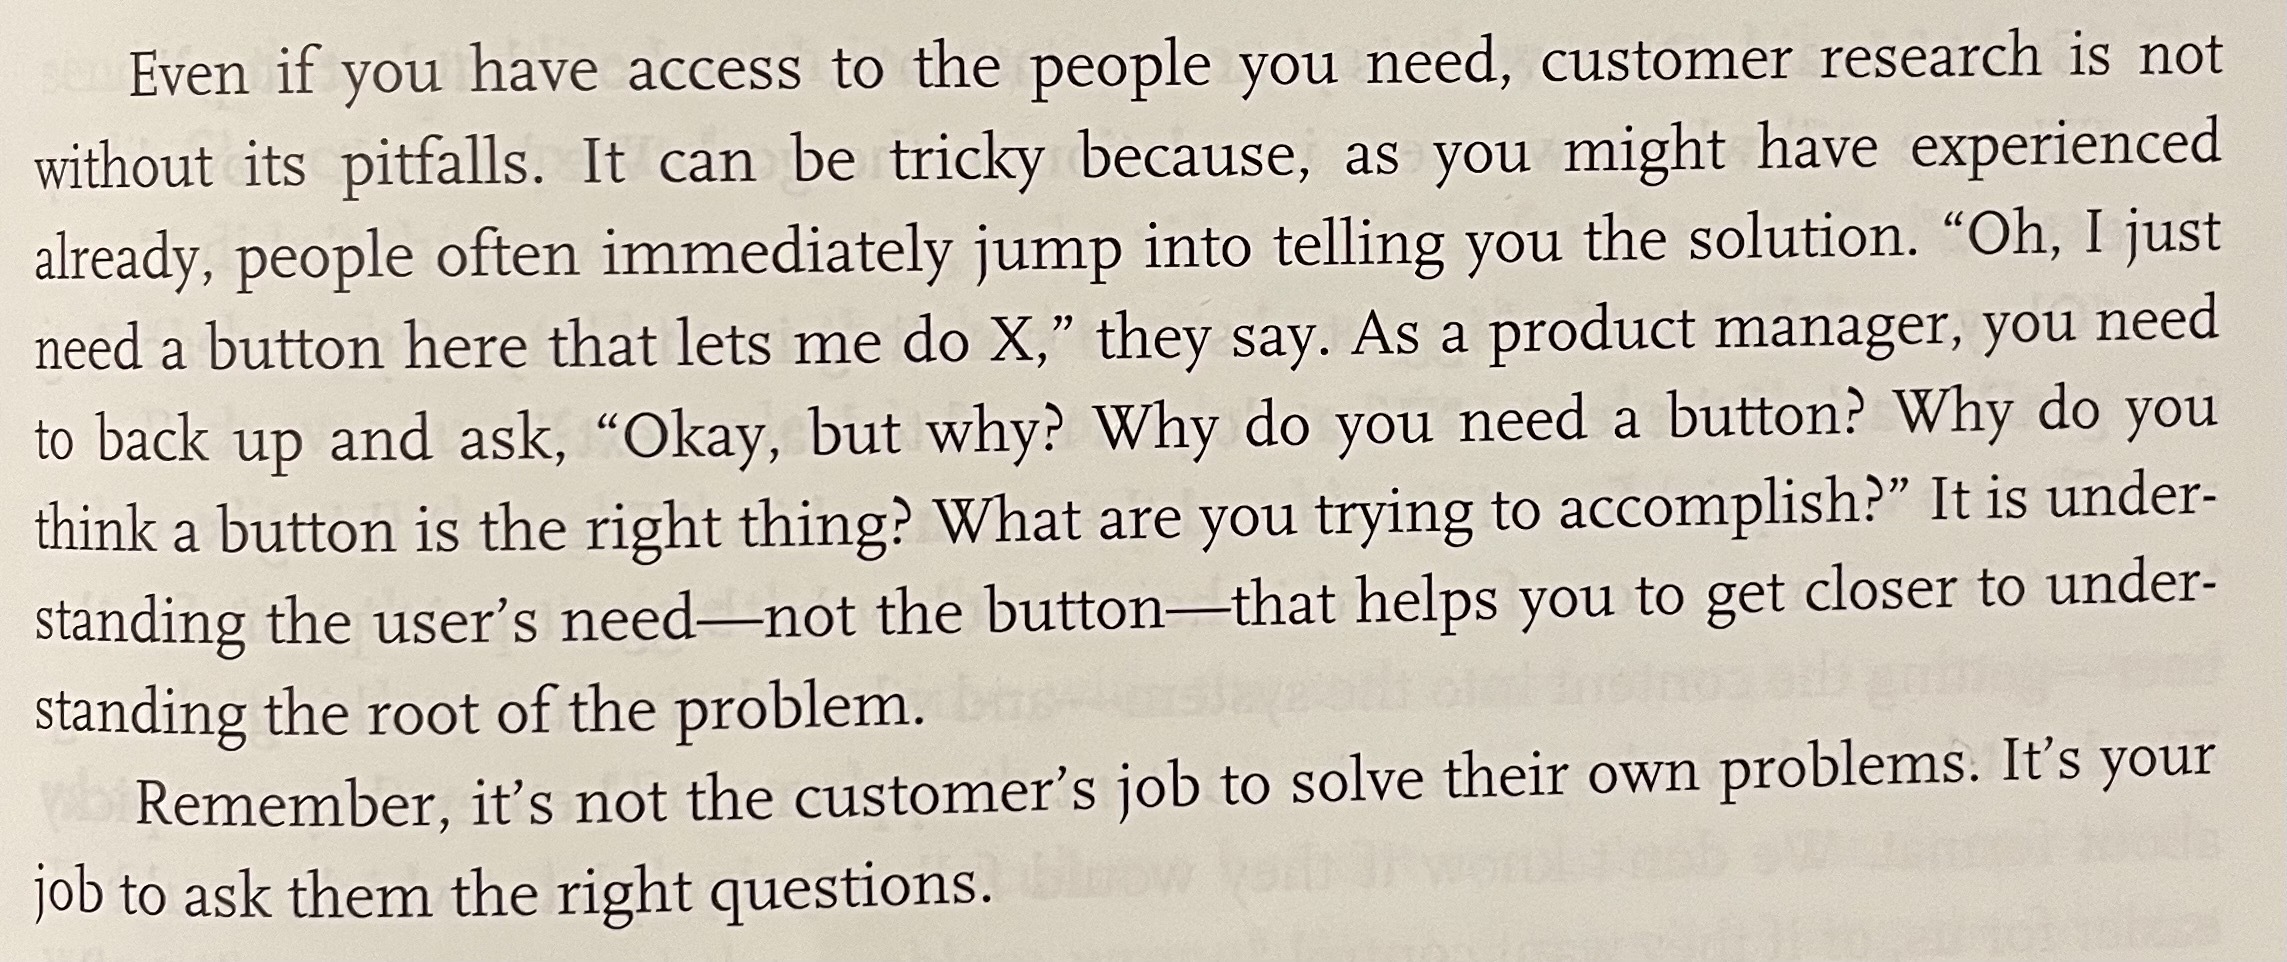 Even if you have access to the people you need, customer research is not
without its pitfalls. It can be tricky because, as you might have experienced
already, people often immediately jump into telling you the solution. “Oh, I just
need a button here that lets me do X,” they say. As a product manager, you need
to back up and ask, “Okay, but why? Why do you need a button? Why do you
think a button is the right thing? What are you trying to accomplish?” It is under-
standing the user’s need—not the button—that helps you to get closer to under-
standing the root of the problem.
Remember, it’s not the customer’s job to solve their own problems. It’s your
job to ask them the right questions.